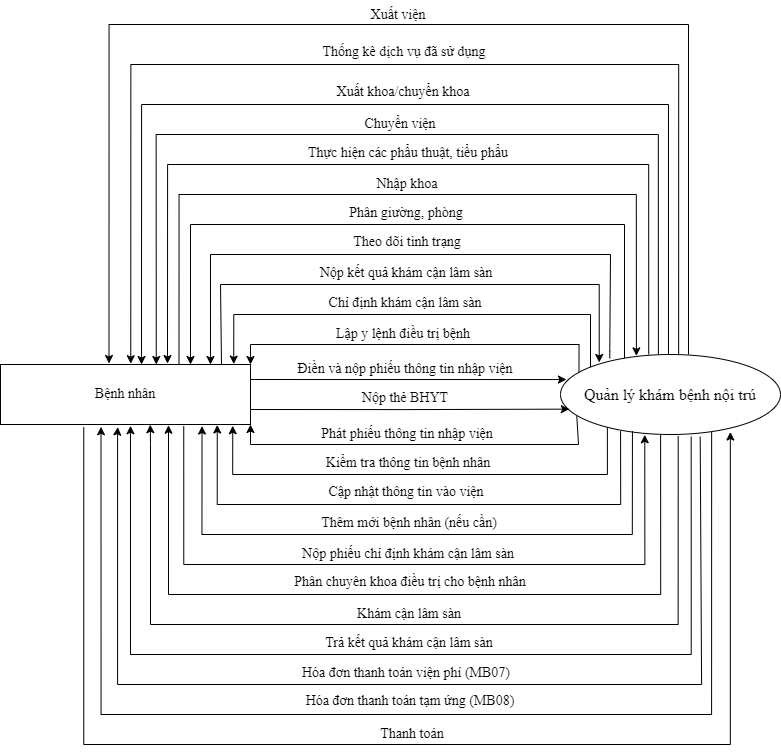 Xuất viện
Thống kê dịch vụ đã sử dụng
Xuất khoa/chuyển khoa
Chuyển viện
Thực hiện các phẩu thuật, tiểu phẩu
Nhập khoa
Phân giường, phòng
Theo dõi tình trạng
Nộp kết quả khám cận lâm sàn
Chỉ định khám cận lâm sàn
Lập y lệnh điều trị bệnh
Điền và nộp phiếu thông tin nhập viện
Bệnh nhân
Quản lý khám bệnh nội trú
Nộp thẻ BHYT
Phát phiếu thông tin nhập viện
Kiểm tra thông tin bệnh nhân
Cập nhật thông tin vào viện
Thêm mới bệnh nhân (nếu cần)
Nộp phiếu chỉ định khám cận lâm sàn
Phân chuyên khoa điều trị cho bệnh nhân
Khám cận lâm sàn
Trả kết quả khám cận lâm sàn
Hóa đơn thanh toán viện phí (MB07)
Hóa đơn thanh toán tạm ứng (MB08)
Thanh toán